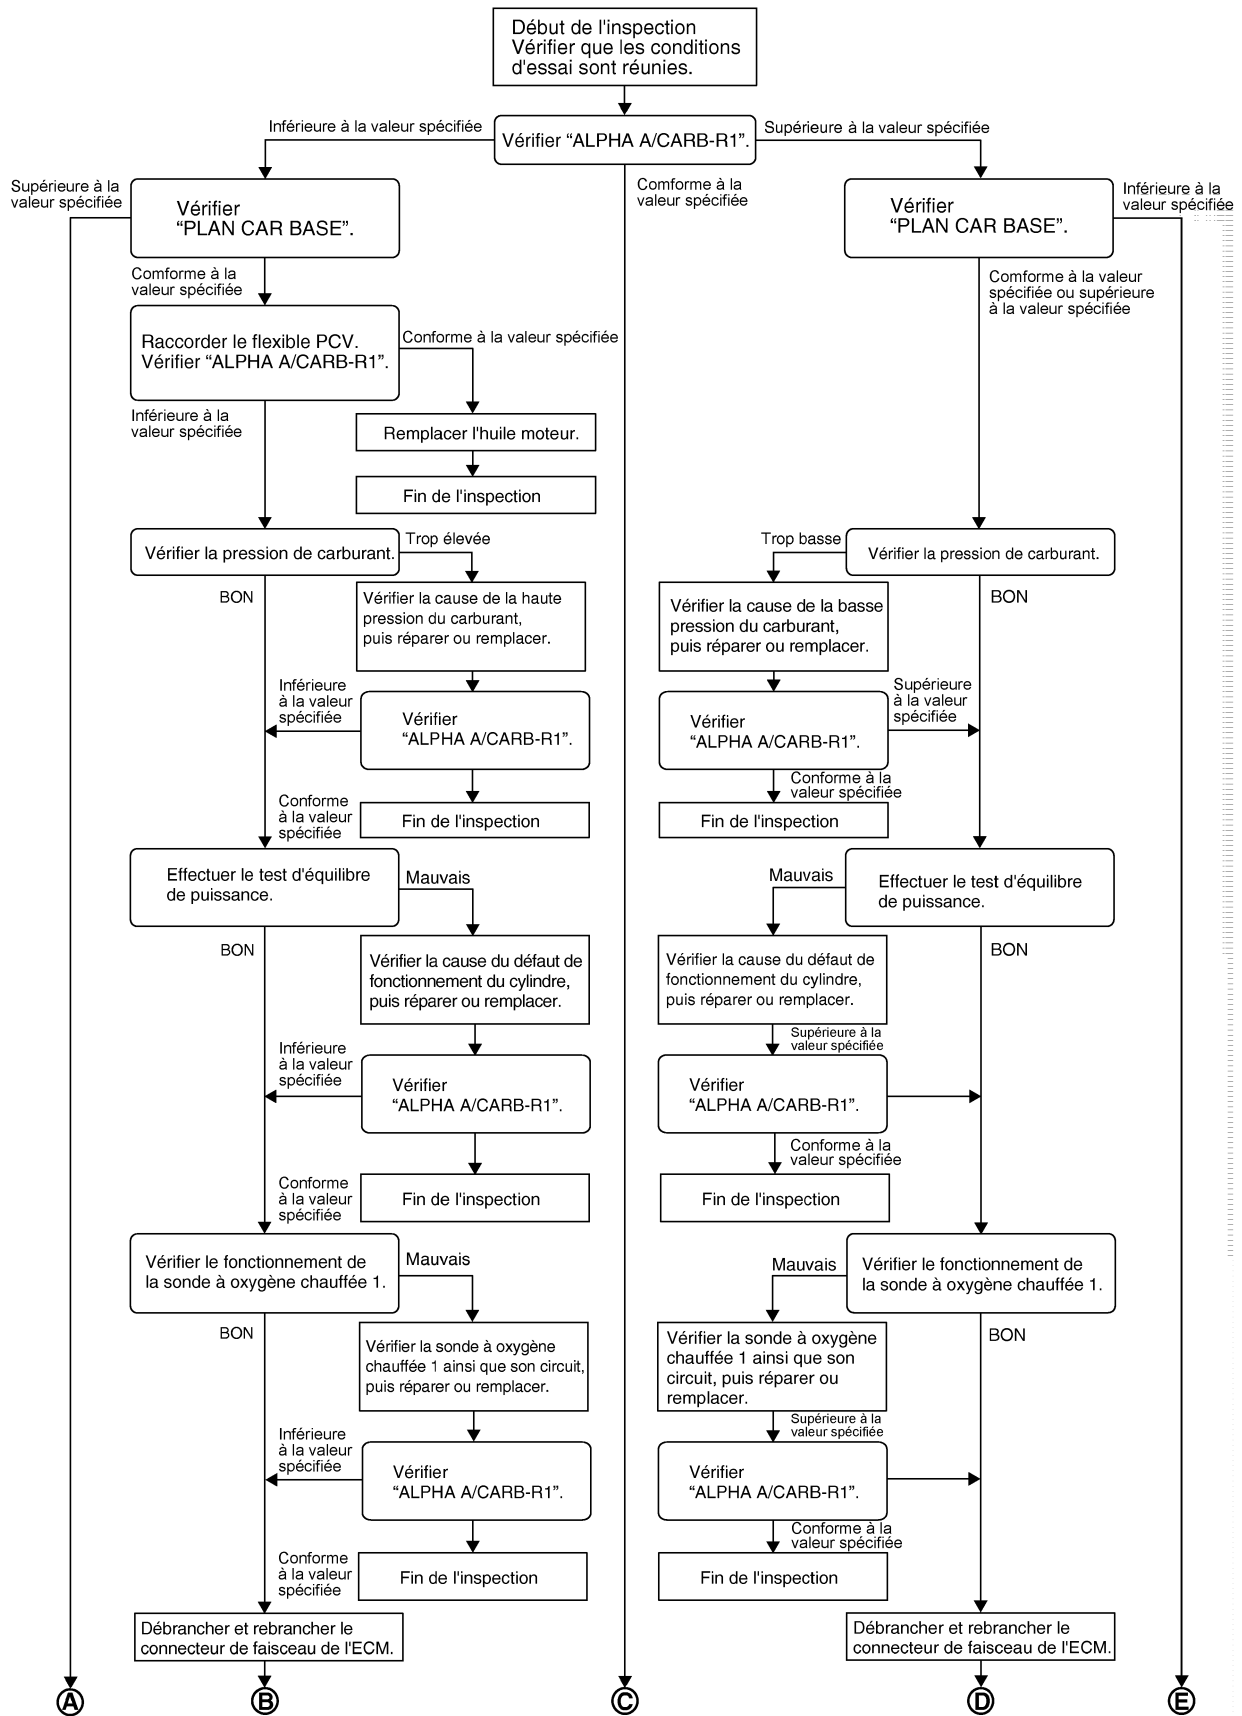 Début de l'inspection
Vérifier que les conditions
d'essai sont réunies.
Inférieure à la valeur spécifiée
Vérifier “ALPHA A/CARB-R1”.
Supérieure à la valeur spécifiée
Supérieure à la
valeur spécifiée
Vérifier
“PLAN CAR BASE”.
Comforme à la
valeur spécifiée
Vérifier
“PLAN CAR BASE”.
Inférieure à la
valeur spécifiée
Comforme à la
valeur spécifiée
Comforme à la valeur
spécifiée ou supérieure
à la valeur spécifiée
Raccorder le flexible PCV.
Vérifier “ALPHA A/CARB-R1”.
Conforme à la valeur spécifiée
Inférieure à la
valeur spécifiée
Remplacer l'huile moteur.
Fin de l'inspection
Vérifier la pression de carburant.
Trop élevée
Trop basse
Vérifier la pression de carburant.
BON
Vérifier la cause de la haute
pression du carburant,
puis réparer ou remplacer.
Vérifier la cause de la basse
pression du carburant,
puis réparer ou remplacer.
BON
Inférieure
à la valeur
spécifiée
Vérifier
“ALPHA A/CARB-R1”.
Vérifier
“ALPHA A/CARB-R1”.
Supérieure
à la valeur
spécifiée
Conforme
à la valeur
spécifiée
Fin de l'inspection
Conforme à la
valeur spécifiée
Fin de l'inspection
Effectuer le test d'équilibre
de puissance.
Mauvais
Mauvais
Effectuer le test d'équilibre
de puissance.
BON
Vérifier la cause du défaut de
fonctionnement du cylindre,
puis réparer ou remplacer.
Vérifier la cause du défaut de
fonctionnement du cylindre,
puis réparer ou remplacer.
BON
Inférieure
à la valeur
spécifiée
Vérifier
“ALPHA A/CARB-R1”.
Supérieure à la
valeur spécifiée
Vérifier
“ALPHA A/CARB-R1”.
Conforme
à la valeur
spécifiée
Fin de l'inspection
Conforme à la
valeur spécifiée
Fin de l'inspection
Vérifier le fonctionnement de
la sonde à oxygène chauffée 1.
Mauvais
Mauvais
Vérifier le fonctionnement de
la sonde à oxygène chauffée 1.
BON
Vérifier la sonde à oxygène
chauffée 1 ainsi que son circuit,
puis réparer ou remplacer.
Vérifier la sonde à oxygène
chauffée 1 ainsi que son
circuit, puis réparer ou
remplacer.
BON
Inférieure
à la valeur
spécifiée
Vérifier
“ALPHA A/CARB-R1”.
Supérieure à la
valeur spécifiée
Vérifier
“ALPHA A/CARB-R1”.
Conforme
à la valeur
spécifiée
Fin de l'inspection
Conforme à la
valeur spécifiée
Fin de l'inspection
Débrancher et rebrancher le
connecteur de faisceau de l'ECM.
Débrancher et rebrancher le
connecteur de faisceau de l'ECM.
A
B
C
D
E